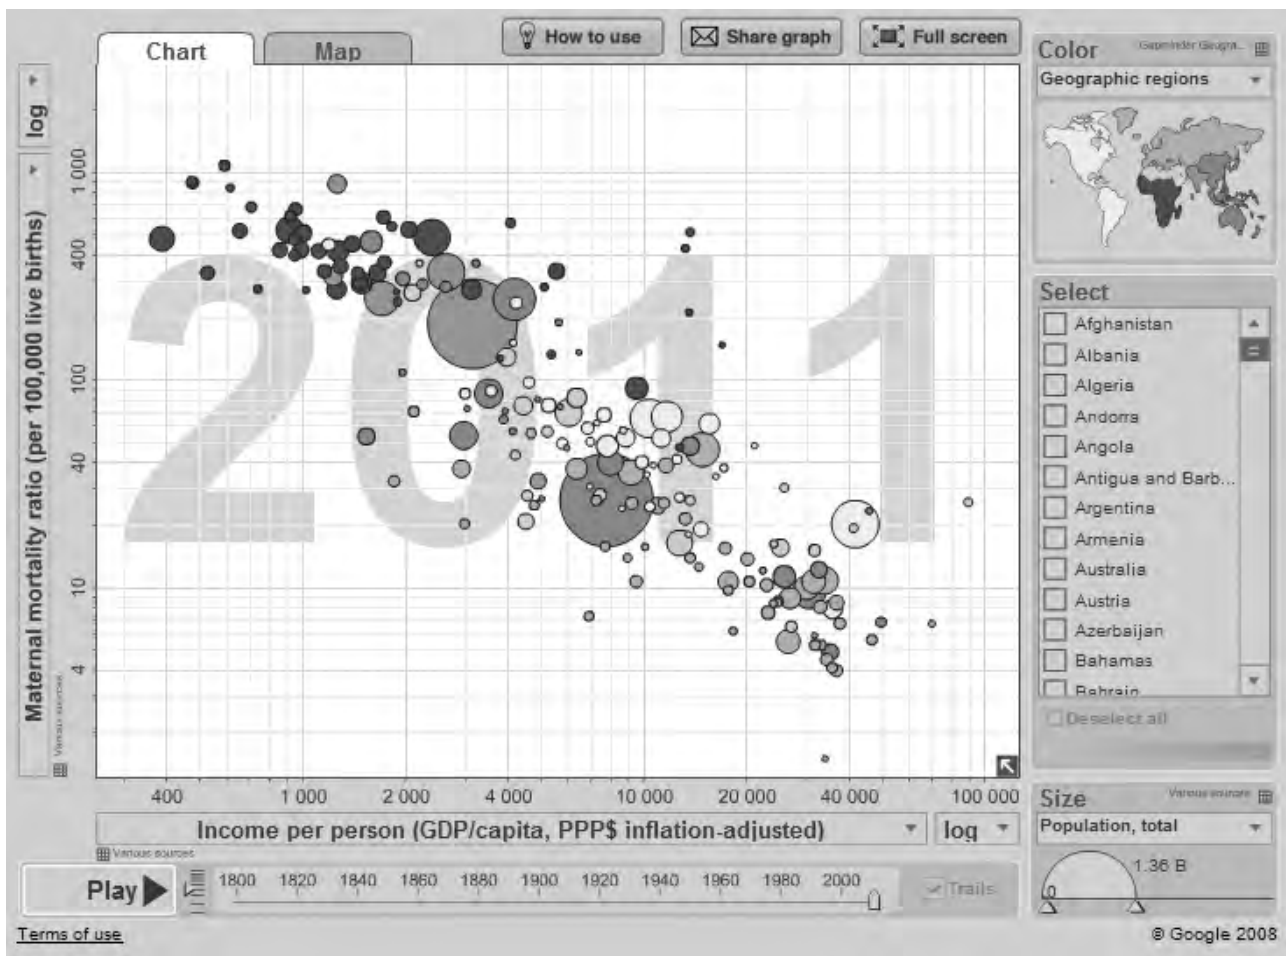 How to use
Share graph
Full screen
Chart
Map
Color
Geographic regions
log
Maternal mortality ratio (per 100,000 live births)
Various sources
1 000
400
100
40
10
4
2011
Select
Afghanistan
Albania
Algeria
Andorra
Angola
Antigua and Barb...
Argentina
Armenia
Australia
Austria
Azerbaijan
Bahamas
Bahrain
Deselect all
400
1 000
2 000
4 000
10 000
20 000
40 000
100 000
Income per person (GDP/capita, PPP$ inflation-adjusted)
log
Various sources
Size
Various sources
Population, total
1.36 B
0
Play
1800
1820
1840
1860
1880
1900
1920
1940
1960
1980
2000
Trails
Terms of use
© Google 2008